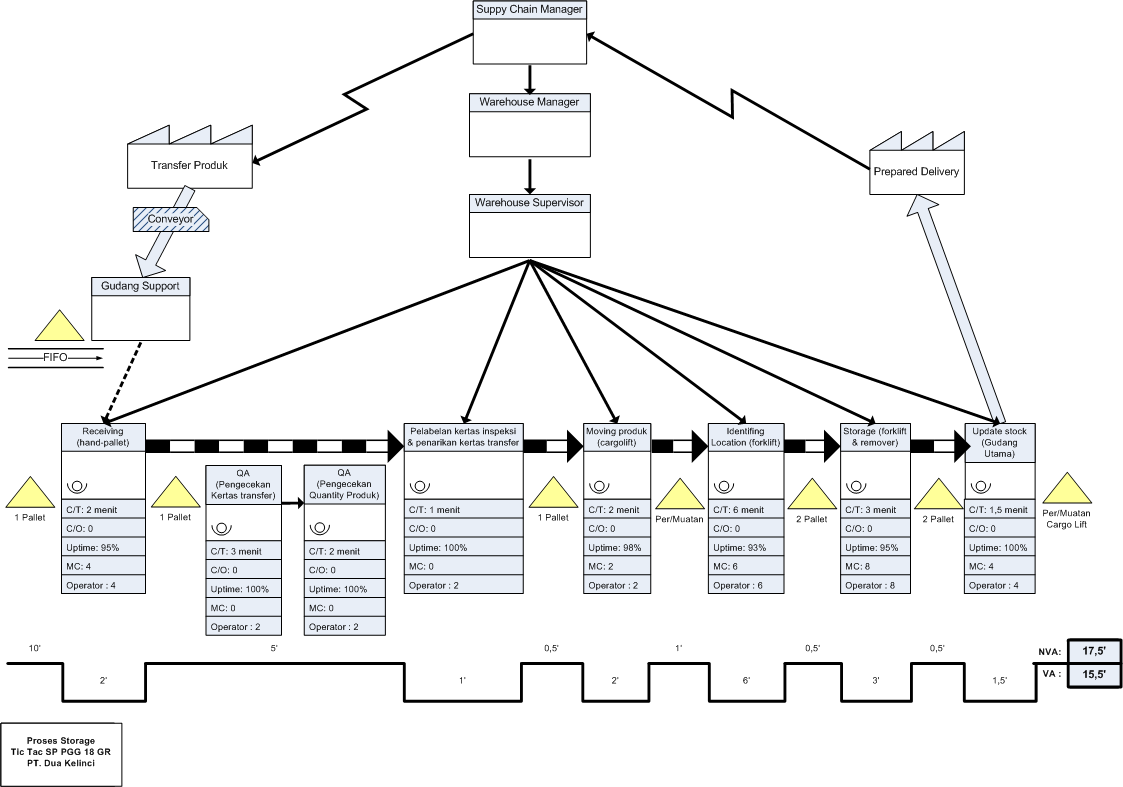 Suppy Chain Manager
Warehouse Manager
Warehouse Supervisor
Transfer Produk
Conveyor
Gudang Support
FIFO
Prepared Delivery
Receiving
(hand-pallet)
C/T: 2 menit
C/O: 0
Uptime: 95%
MC: 4
Operator : 4
1 Pallet
1 Pallet
QA
(Pengecekan
Kertas transfer)
C/T: 3 menit
C/O: 0
Uptime: 100%
MC: 0
Operator : 2
QA
(Pengecekan
Quantity Produk)
C/T: 2 menit
C/O: 0
Uptime: 100%
MC: 0
Operator : 2
Pelabelan kertas inspeksi
& penarikan kertas transfer
C/T: 1 menit
C/O: 0
Uptime: 100%
MC: 0
Operator : 2
1 Pallet
Moving produk
(cargolift)
C/T: 2 menit
C/O: 0
Uptime: 98%
MC: 2
Operator : 2
Per/Muatan
Identifing
Location (forklift)
C/T: 6 menit
C/O: 0
Uptime: 93%
MC: 6
Operator : 6
2 Pallet
Storage (forklift
& remover)
C/T: 3 menit
C/O: 0
Uptime: 95%
MC: 8
Operator : 8
2 Pallet
Update stock
(Gudang
Utama)
C/T: 1,5 menit
C/O: 0
Uptime: 100%
MC: 4
Operator : 4
Per/Muatan
Cargo Lift
10'
5'
0,5'
1'
0,5'
0,5'
NVA: 17,5'
2'
1'
2'
6'
3'
1,5'
VA : 15,5'
Proses Storage
Tic Tac SP PGG 18 GR
PT. Dua Kelinci